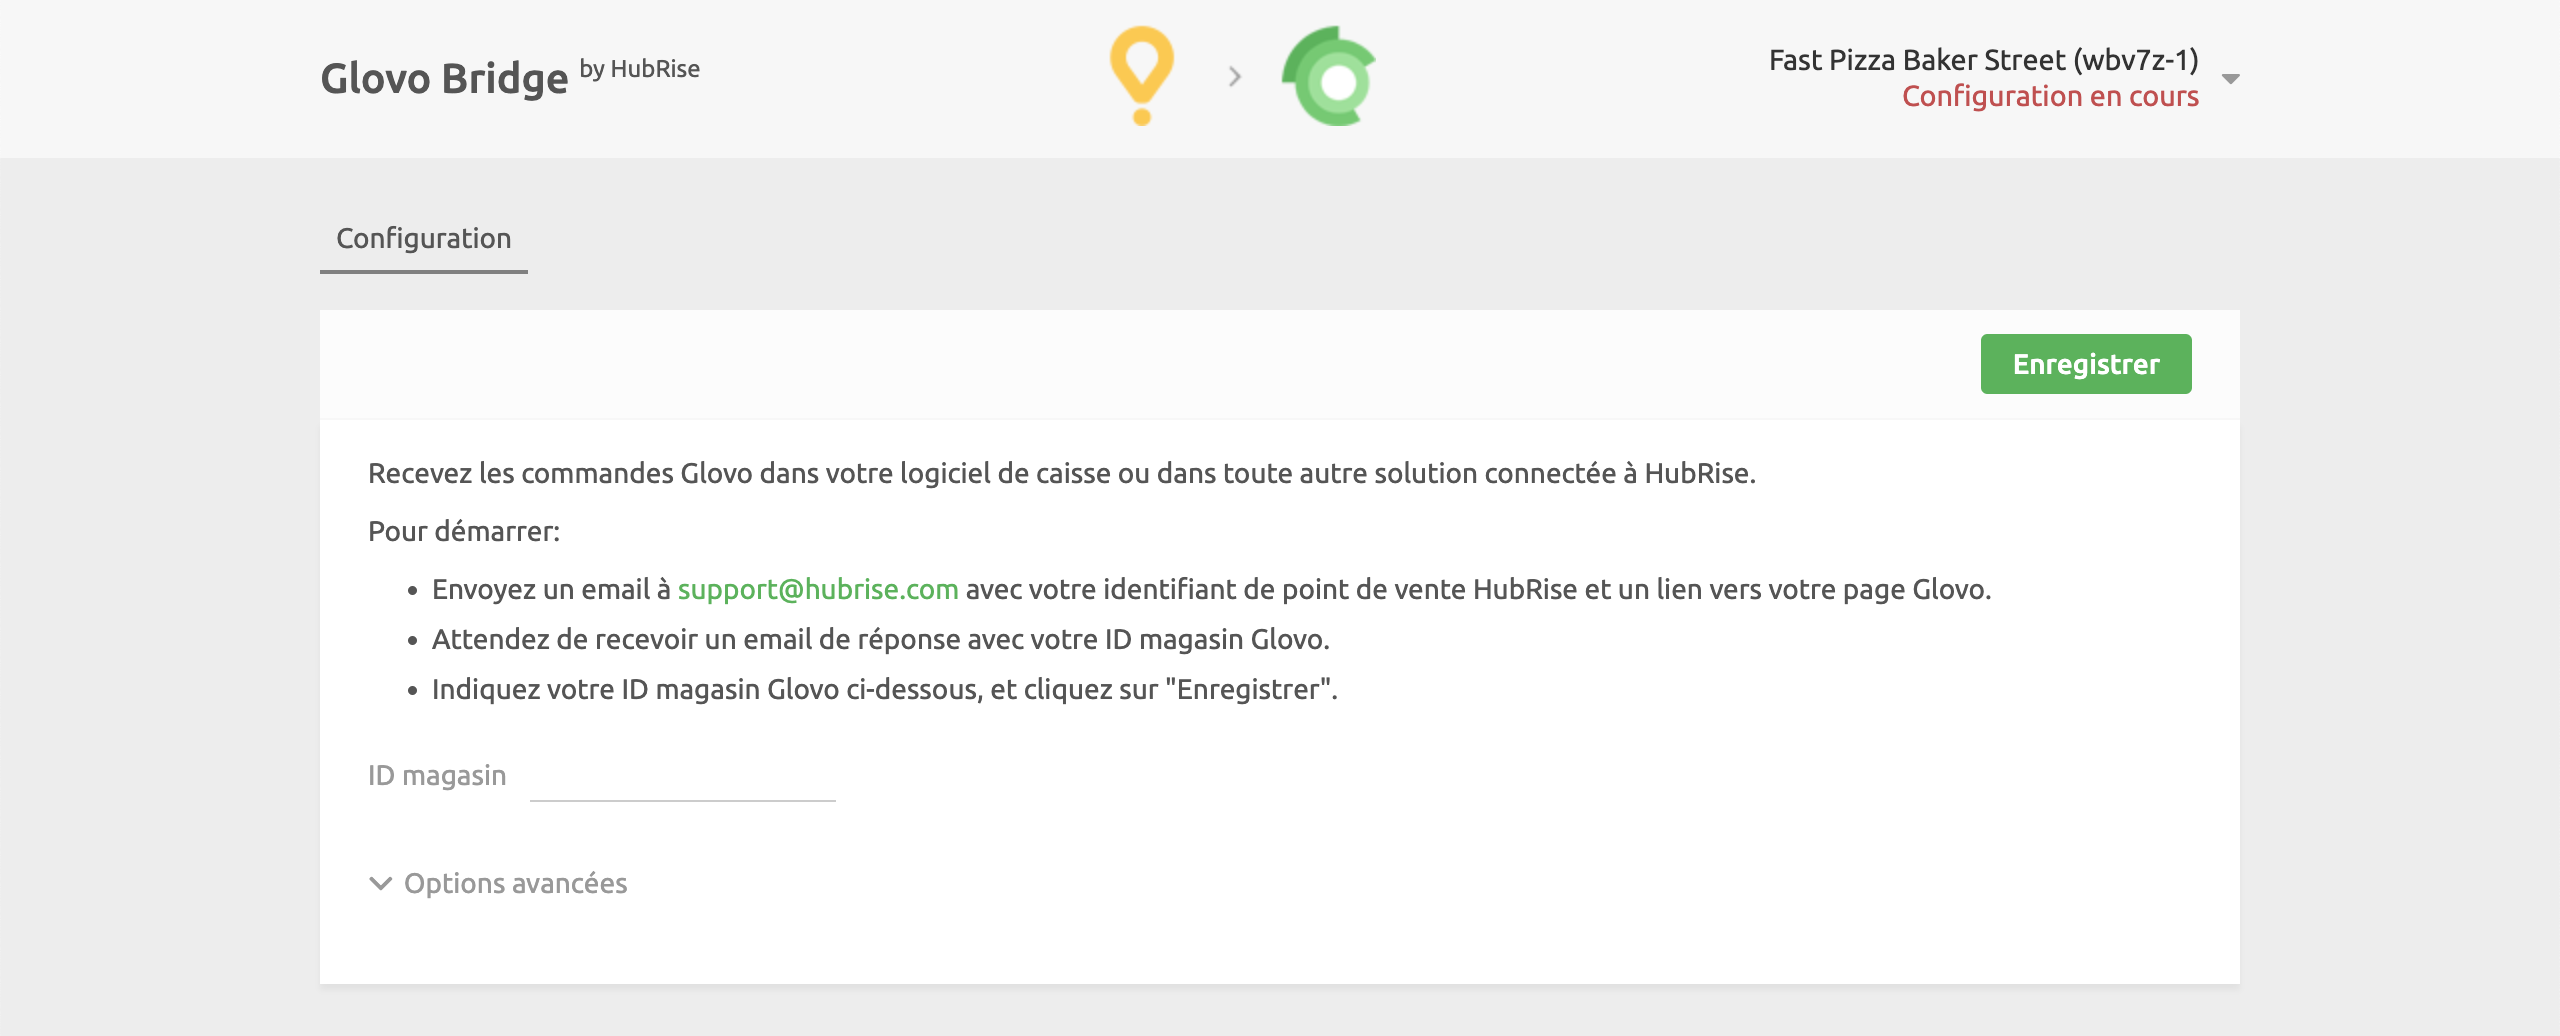 Glovo Bridge by HubRise
Fast Pizza Baker Street (wbv7z-1)
Configuration en cours
Configuration
Enregistrer
Recevez les commandes Glovo dans votre logiciel de caisse ou dans toute autre solution connectée à HubRise.
Pour démarrer:
• Envoyez un email à support@hubrise.com avec votre identifiant de point de vente HubRise et un lien vers votre page Glovo.
• Attendez de recevoir un email de réponse avec votre ID magasin Glovo.
• Indiquez votre ID magasin Glovo ci-dessous, et cliquez sur "Enregistrer".
ID magasin
Options avancées